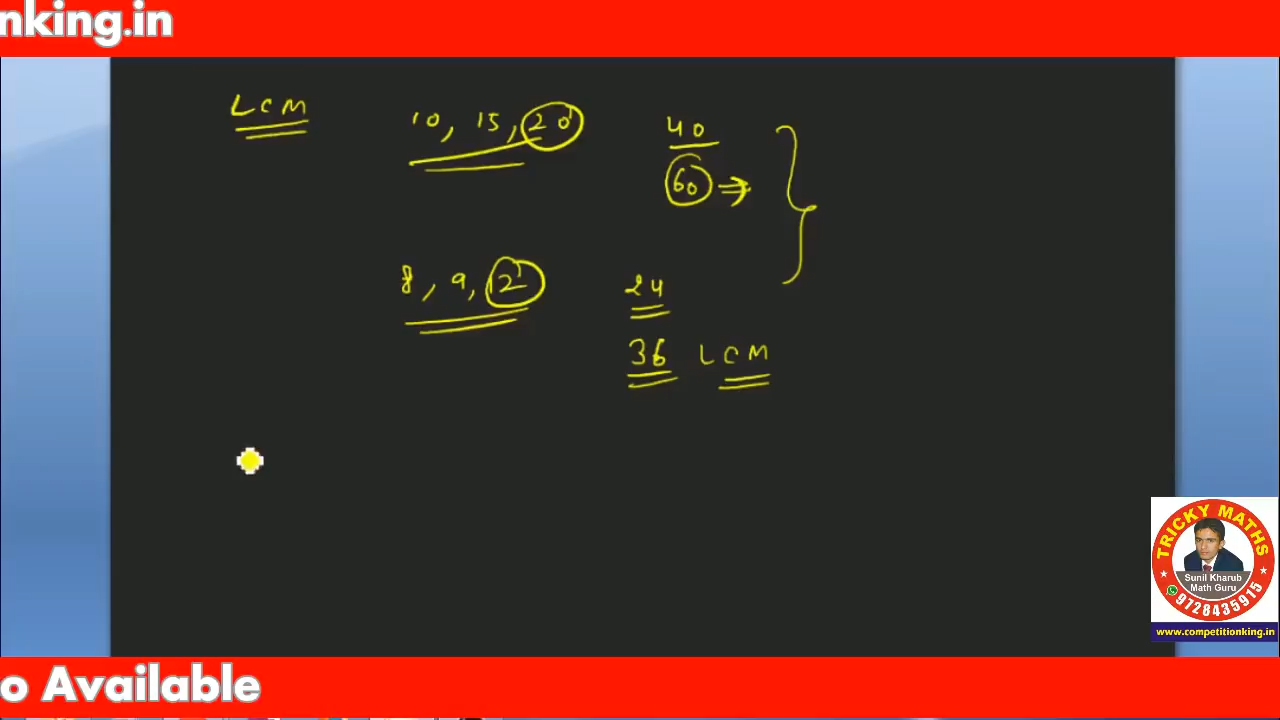 nking.in
LCM 10, 15, 20 40
60 ⇒
8, 9, 12 24
36 LCM
TRICKY MATHS
Sunil Kharub
Math Guru
9728435915
www.competitionking.in
o Available